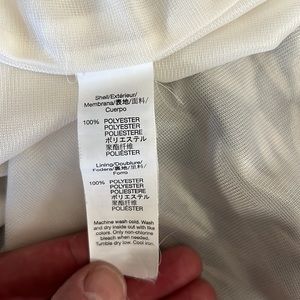 Shell/Extérieur/
Membrana/表地/面料/
Cuerpo
100% POLYESTER
POLYESTER
POLIESTERE
ポリエステル
聚酯纤维
POLIÉSTER
Lining/Doublure/
Fodera/裏地/里料/
Forro
100% POLYESTER
POLYESTER
POLIESTERE
ポリエステル
聚酯纤维
POLIÉSTER
Machine wash cold. Wash
and dry inside out with like
colors. Only non-chlorine
bleach when needed.
Tumble dry low. Cool iron.